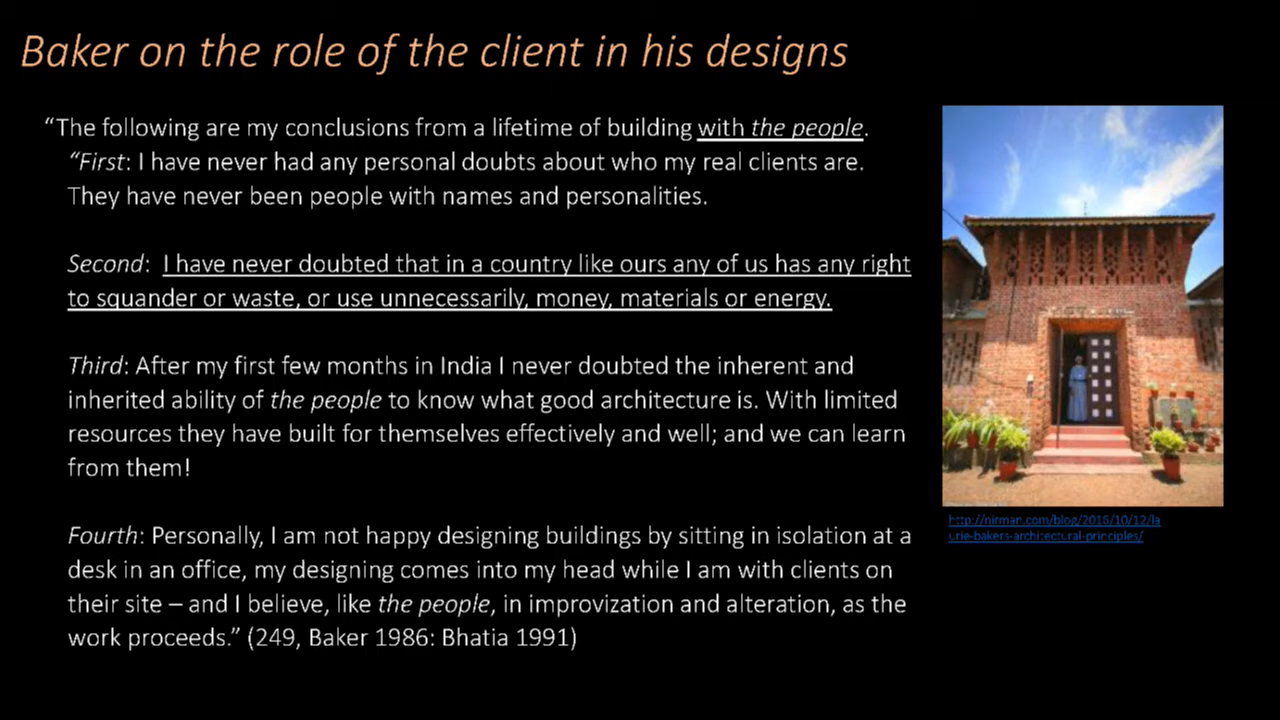 Baker on the role of the client in his designs
“The following are my conclusions from a lifetime of building with the people.
“First: I have never had any personal doubts about who my real clients are.
They have never been people with names and personalities.
Second: I have never doubted that in a country like ours any of us has any right
to squander or waste, or use unnecessarily, money, materials or energy.
Third: After my first few months in India I never doubted the inherent and
inherited ability of the people to know what good architecture is. With limited
resources they have built for themselves effectively and well; and we can learn
from them!
Fourth: Personally, I am not happy designing buildings by sitting in isolation at a
desk in an office, my designing comes into my head while I am with clients on
their site – and I believe, like the people, in improvization and alteration, as the
work proceeds.” (249, Baker 1986: Bhatia 1991)
http://nirman.com/blog/2016/10/12/la
urie-bakers-architectural-principles/